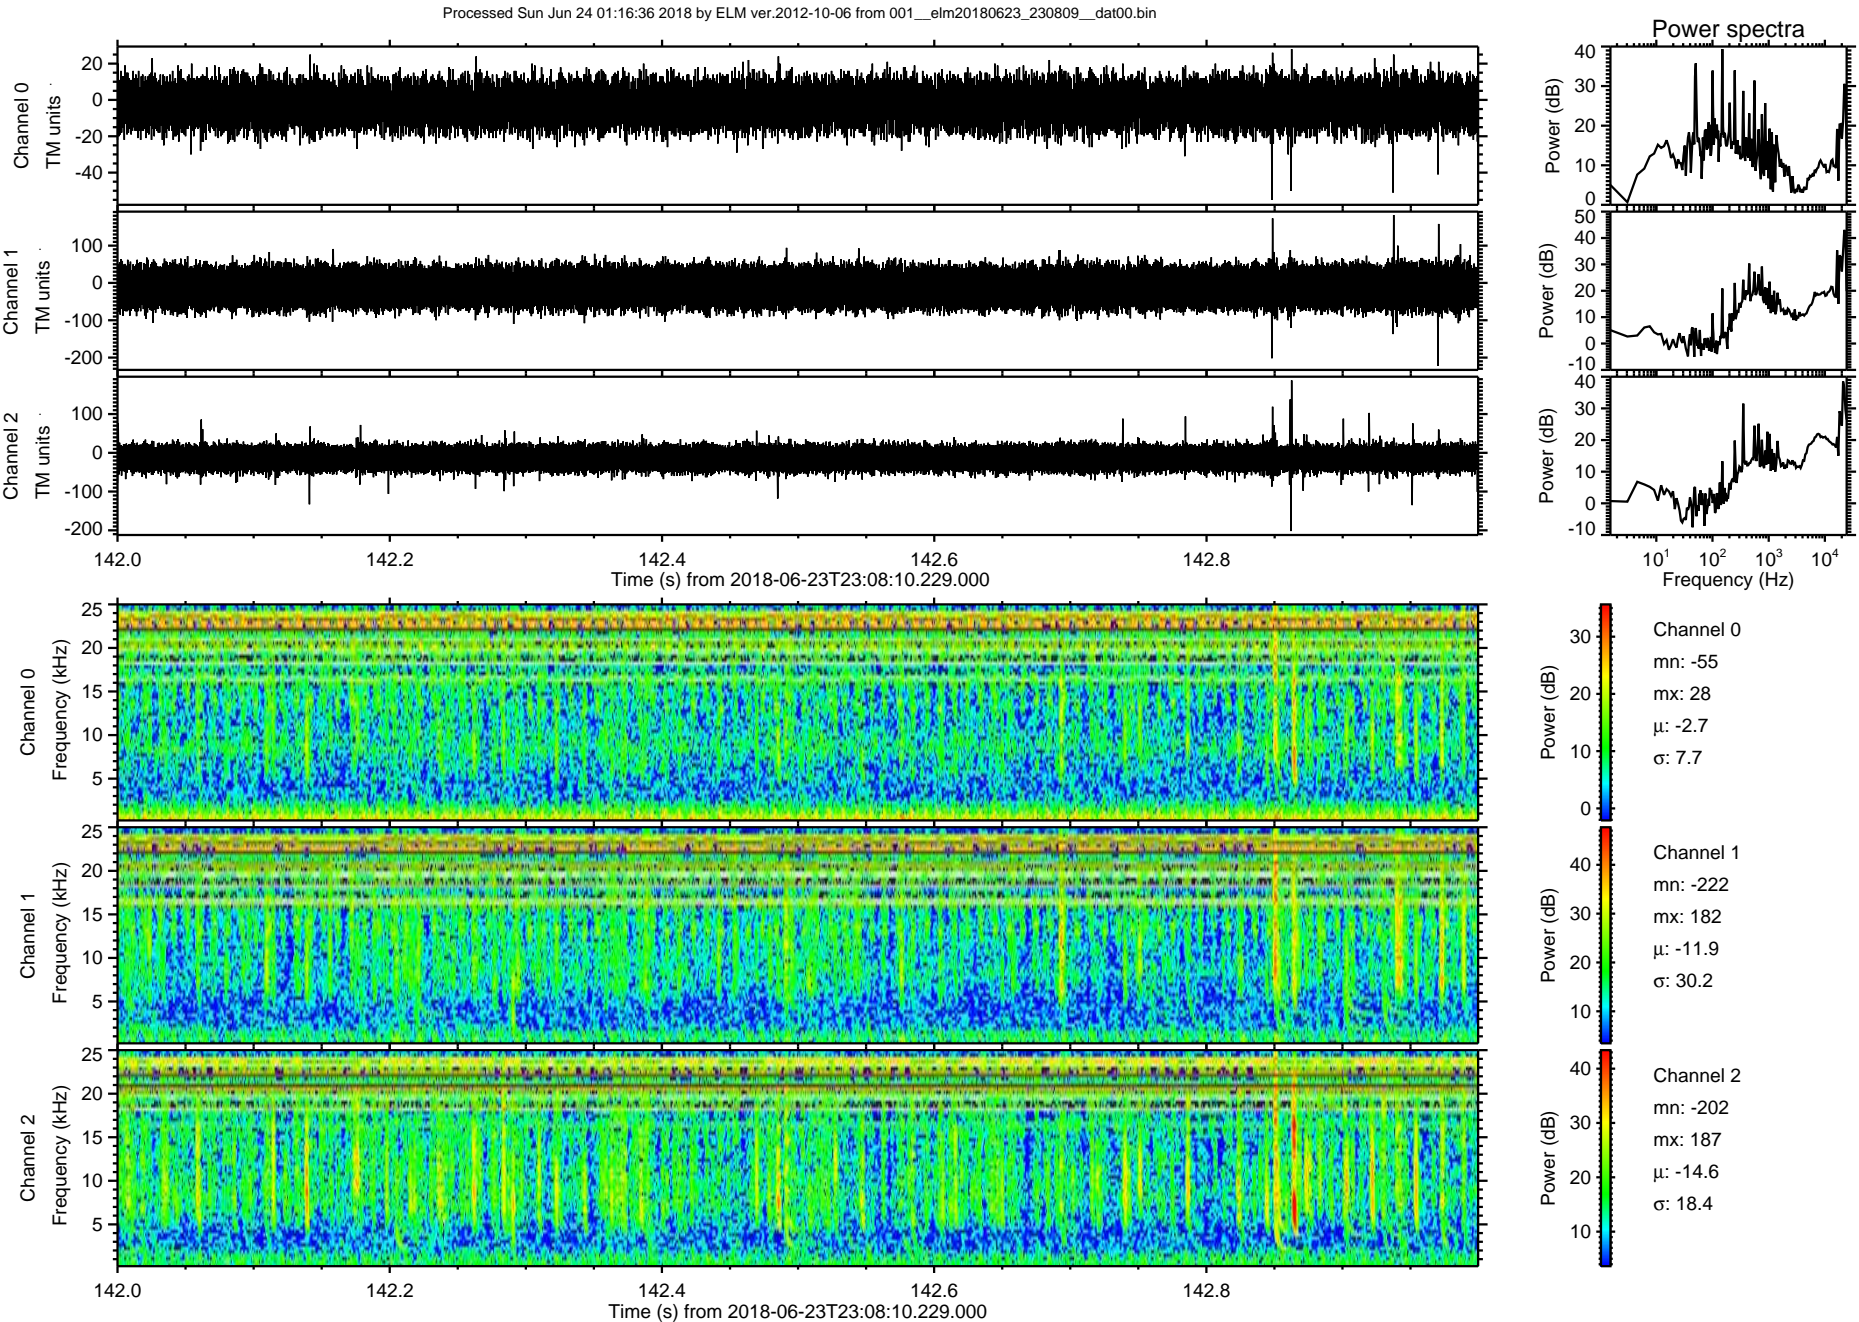 Processed Sun Jun 24 01:16:36 2018 by ELM ver.2012-10-06 from 001__elm20180623_230809__dat00.bin
Power spectra
Channel 0
TM units
20
0
-20
-40
Power (dB)
40
30
20
10
0
Channel 1
TM units
100
0
-100
-200
Power (dB)
50
40
30
20
10
0
-10
Channel 2
TM units
100
0
-100
-200
Power (dB)
40
30
20
10
0
-10
142.0 142.2 142.4 142.6 142.8
Time (s) from 2018-06-23T23:08:10.229.000
10^1 10^2 10^3 10^4
Frequency (Hz)
Channel 0
Frequency (kHz)
25
20
15
10
5
Power (dB)
30
20
10
0
Channel 0
mn: -55
mx: 28
μ: -2.7
σ: 7.7
Channel 1
Frequency (kHz)
25
20
15
10
5
Power (dB)
40
30
20
10
Channel 1
mn: -222
mx: 182
μ: -11.9
σ: 30.2
Channel 2
Frequency (kHz)
25
20
15
10
5
Power (dB)
40
30
20
10
Channel 2
mn: -202
mx: 187
μ: -14.6
σ: 18.4
142.0 142.2 142.4 142.6 142.8
Time (s) from 2018-06-23T23:08:10.229.000